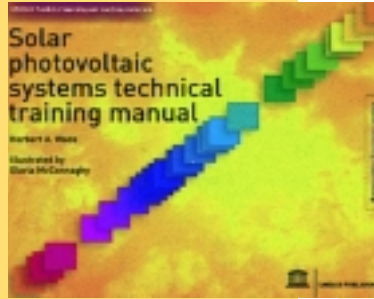 Solar
photovoltaic
systems technical
training manual
Herbert A. Wade
Illustrated by
Gloria McConnaghy